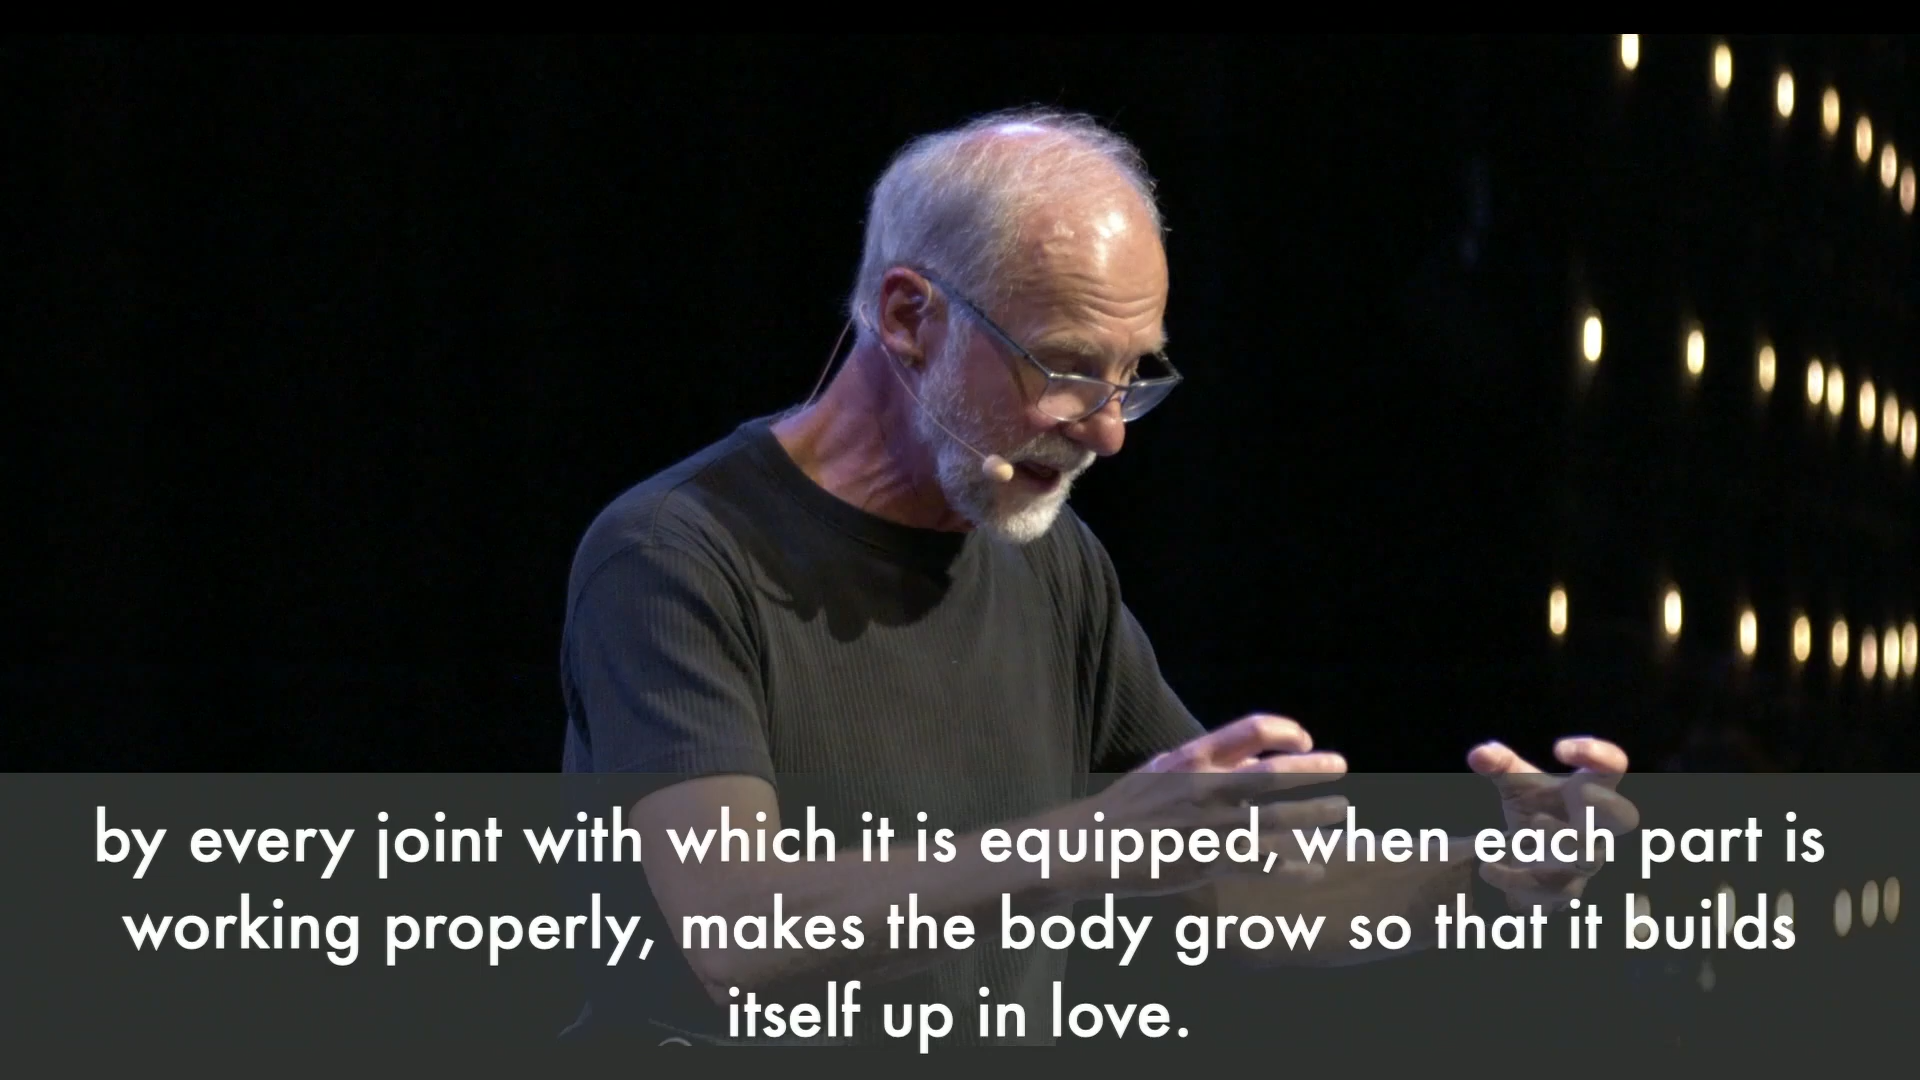 by every joint with which it is equipped, when each part is
working properly, makes the body grow so that it builds
itself up in love.